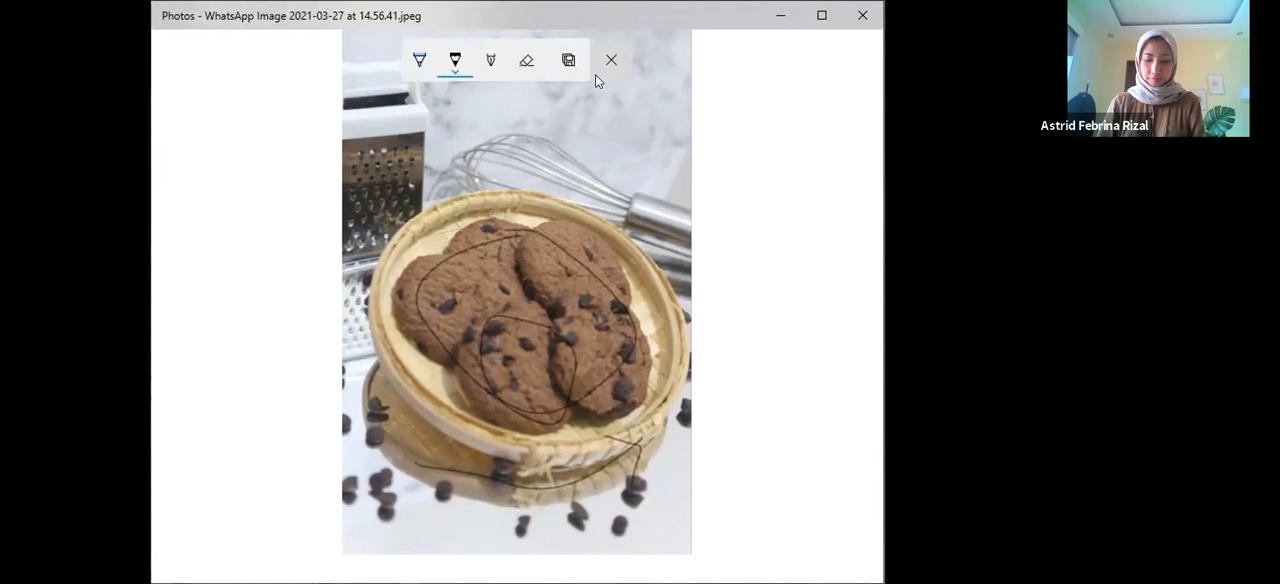 Photos - WhatsApp Image 2021-03-27 at 14.56.41.jpeg
Astrid Febrina Rizal